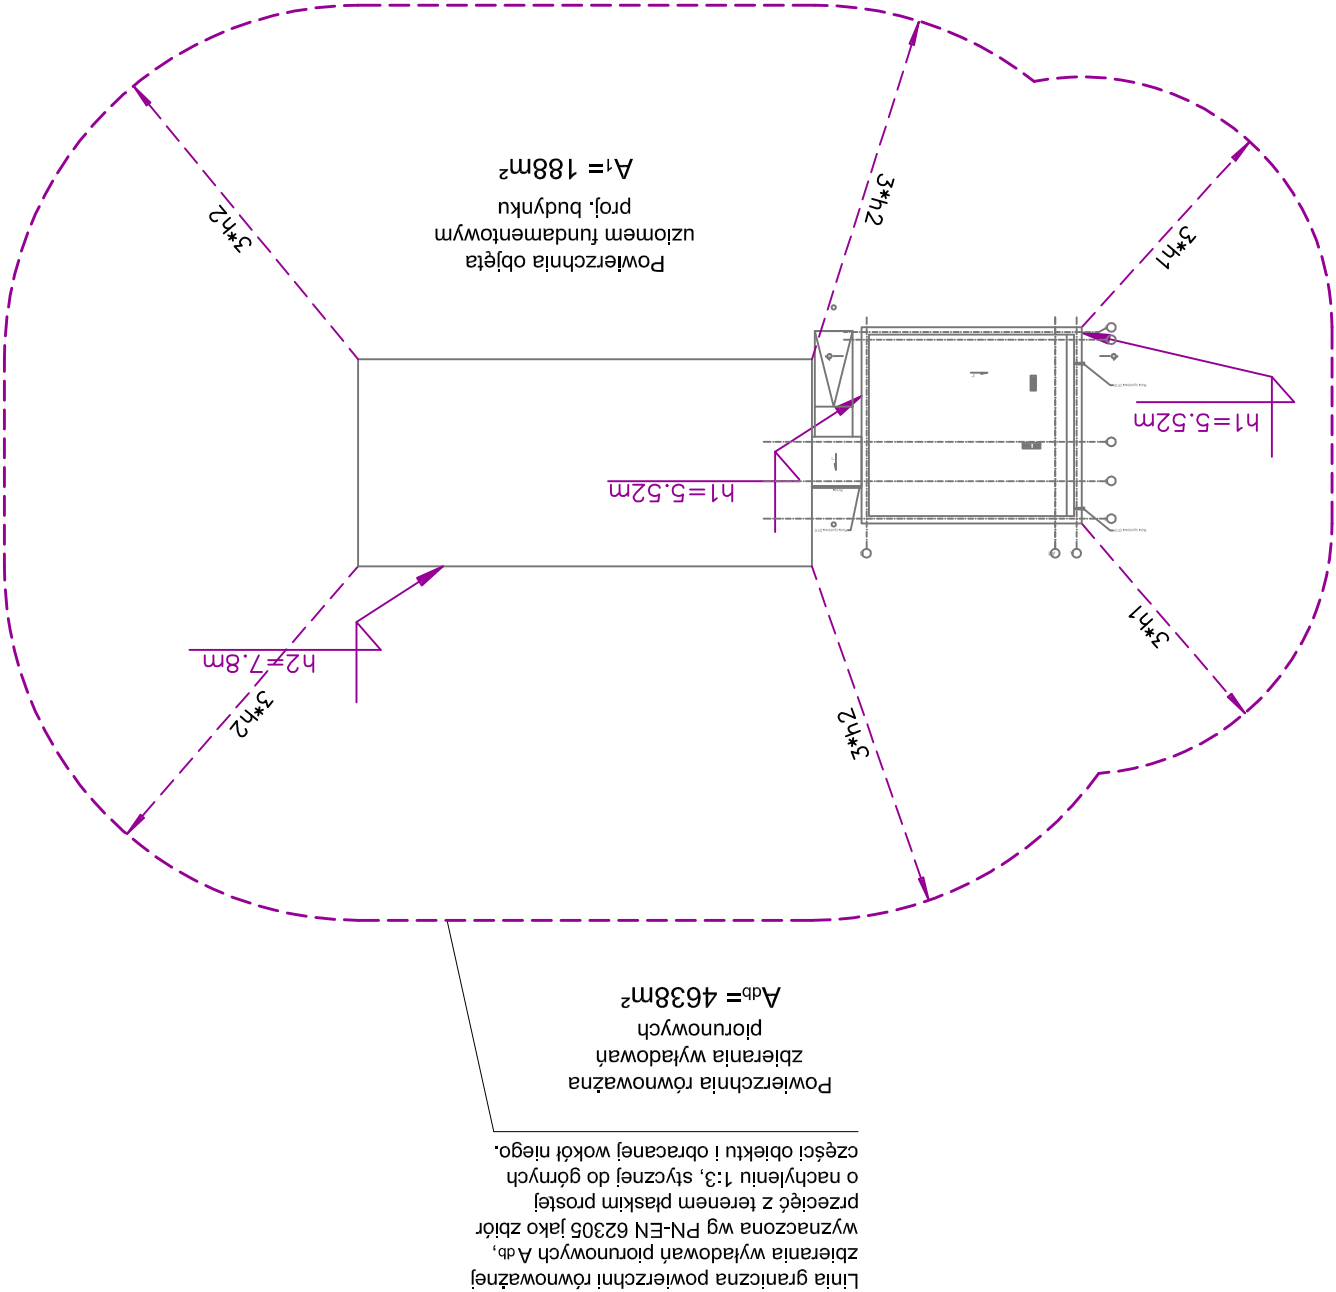 Linia graniczna powierzchni równoważnej
zbierania wyładowań piorunowych Adb,
wyznaczona wg PN-EN 62305 jako zbiór
przecięć z terenem płaskim prostej
o nachyleniu 1:3, stycznej do górnych
części obiektu i obracanej wokół niego.
Powierzchnia równoważna
zbierania wyładowań
piorunowych
Adb= 4638m²
3*h2
3*h2
h2=7.8m
3*h1
h1=5.52m
h1=5.52m
Powierzchnia objęta
uziomem fundamentowym
proj. budynku
A1= 188m²
3*h1
3*h2
3*h2